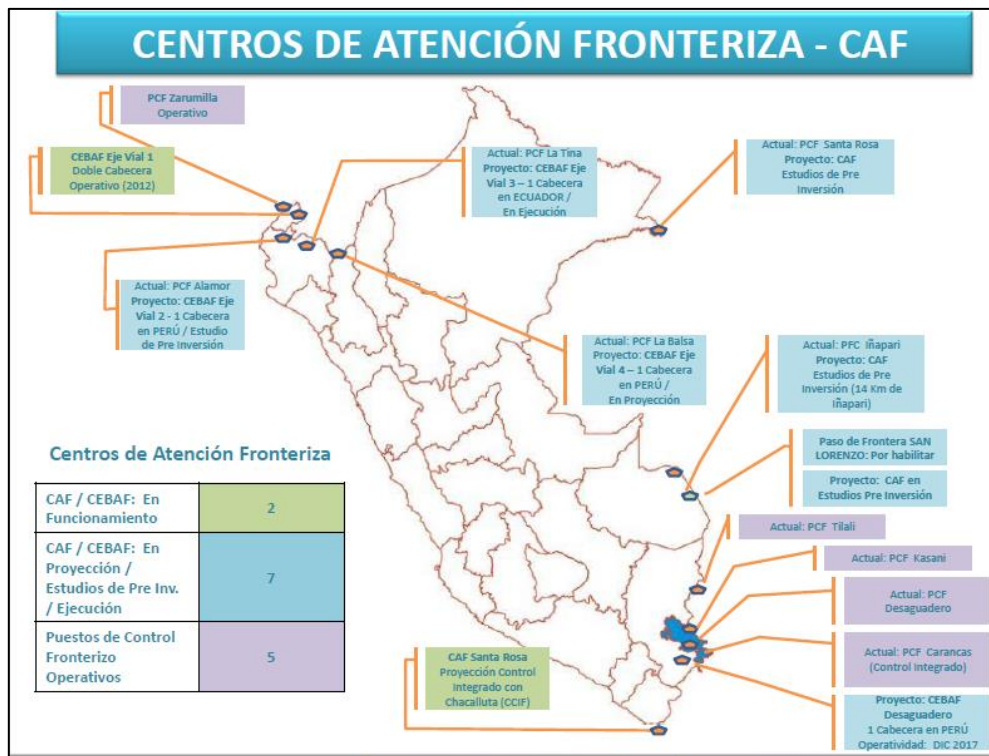 CENTROS DE ATENCIÓN FRONTERIZA - CAF
PCF Zarumilla
Operativo
CEBAF Eje Vial 1
Doble Cabecera
Operativo (2012)
Actual: PCF La Tina
Proyecto: CEBAF Eje
Vial 3 – 1 Cabecera
en ECUADOR /
En Ejecución
Actual: PCF Santa Rosa
Proyecto: CAF
Estudios de Pre
Inversión
Actual: PCF Alamor
Proyecto: CEBAF Eje
Vial 2 - 1 Cabecera
en PERÚ / Estudio
de Pre Inversión
Actual: PCF La Balsa
Proyecto: CEBAF Eje
Vial 4 – 1 Cabecera
en PERÚ /
En Proyección
Actual: PFC Iñapari
Proyecto: CAF
Estudios de Pre
Inversión (14 Km de
Iñapari)
Paso de Frontera SAN
LORENZO: Por habilitar
Proyecto: CAF en
Estudios Pre Inversión
Centros de Atención Fronteriza
CAF / CEBAF: En
Funcionamiento
2
CAF / CEBAF: En
Proyección /
Estudios de Pre Inv.
/ Ejecución
7
Puestos de Control
Fronterizo
Operativos
5
Actual: PCF Tilali
Actual: PCF Kasani
Actual: PCF
Desaguadero
Actual: PCF Carancas
(Control Integrado)
CAF Santa Rosa
Proyección Control
Integrado con
Chacalluta (CCIF)
Proyecto: CEBAF
Desaguadero
1 Cabecera en PERÚ
Operatividad: DIC 2017